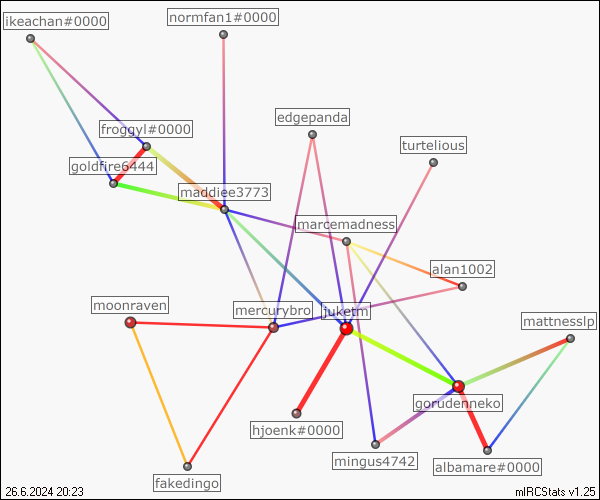 ikeachan#0000
normfan1#0000
edgepanda
froggyl#0000
turtelious
goldfire6444
maddiee3773
marcemadness
alan1002
moonraven
mercurybro
juketm
mattnesslp
gorudenneko
hjoenk#0000
mingus4742
albamare#0000
fakedingo
26.6.2024 20:23
mIRCStats v1.25